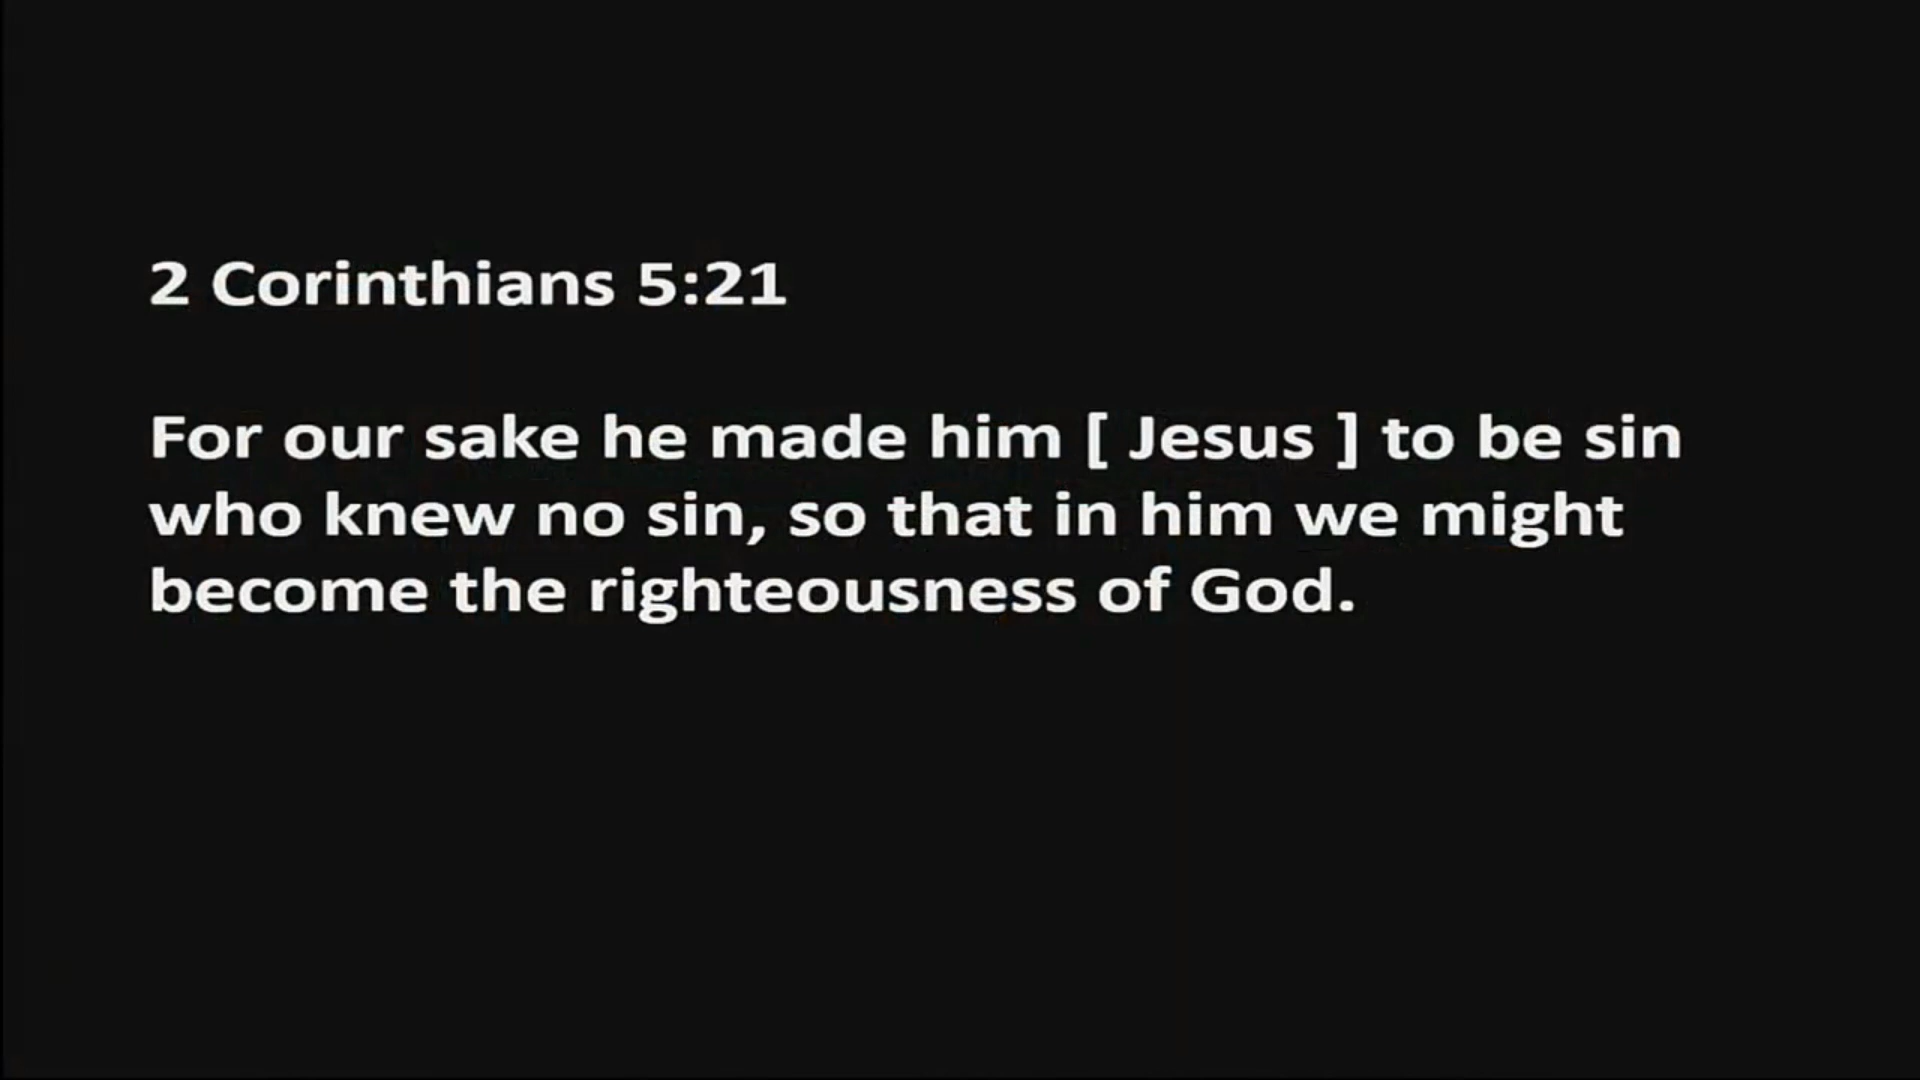 2 Corinthians 5:21
For our sake he made him [ Jesus ] to be sin
who knew no sin, so that in him we might
become the righteousness of God.